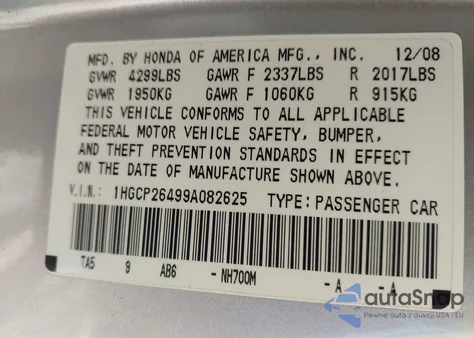 MFD. BY HONDA OF AMERICA MFG., INC. 12/08
GVWR 4299LBS GAWR F 2337LBS R 2017LBS
GVWR 1950KG GAWR F 1060KG R 915KG
THIS VEHICLE CONFORMS TO ALL APPLICABLE
FEDERAL MOTOR VEHICLE SAFETY, BUMPER,
AND THEFT PREVENTION STANDARDS IN EFFECT
ON THE DATE OF MANUFACTURE SHOWN ABOVE.
V.I.N.: 1HGCP26499A082625 TYPE: PASSENGER CAR
TA5 9 AB6 -NH700M -A -A
autoSnap
Pewne auta z aukcji USA i EU